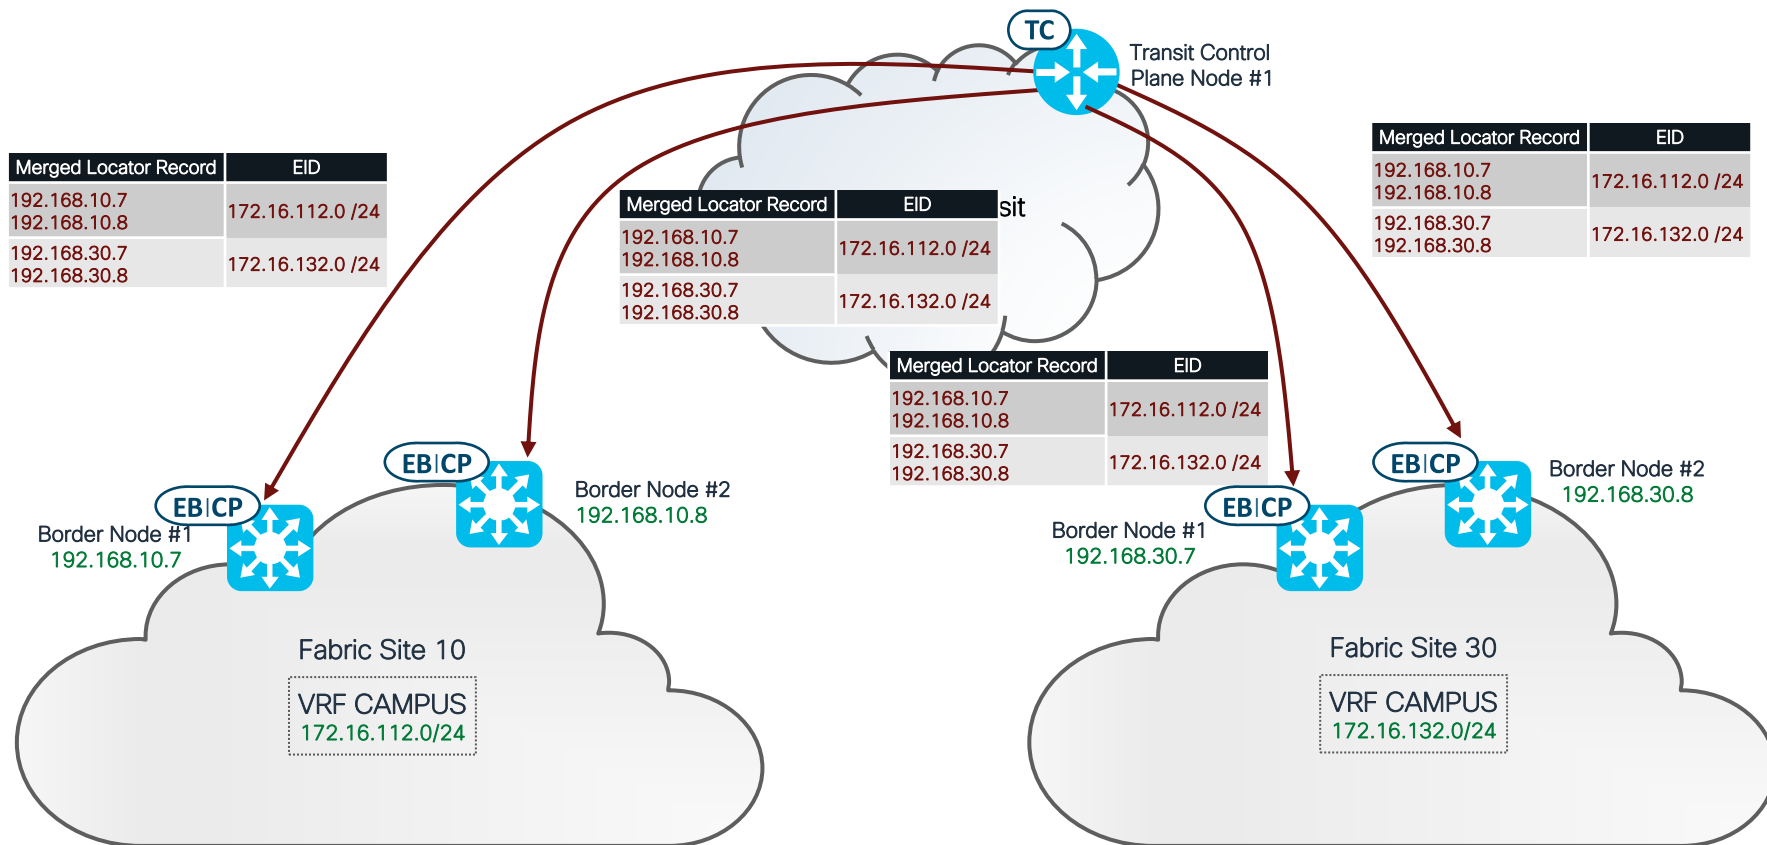 TC
Transit Control
Plane Node #1
Merged Locator Record EID
192.168.10.7
192.168.10.8
172.16.112.0 /24
192.168.30.7
192.168.30.8
172.16.132.0 /24
Merged Locator Record EID
192.168.10.7
192.168.10.8
172.16.112.0 /24
192.168.30.7
192.168.30.8
172.16.132.0 /24
sit
Merged Locator Record EID
192.168.10.7
192.168.10.8
172.16.112.0 /24
192.168.30.7
192.168.30.8
172.16.132.0 /24
Merged Locator Record EID
192.168.10.7
192.168.10.8
172.16.112.0 /24
192.168.30.7
192.168.30.8
172.16.132.0 /24
EB|CP
Border Node #1
192.168.10.7
EB|CP
Border Node #2
192.168.10.8
EB|CP
Border Node #1
192.168.30.7
EB|CP
Border Node #2
192.168.30.8
Fabric Site 10
VRF CAMPUS
172.16.112.0/24
Fabric Site 30
VRF CAMPUS
172.16.132.0/24